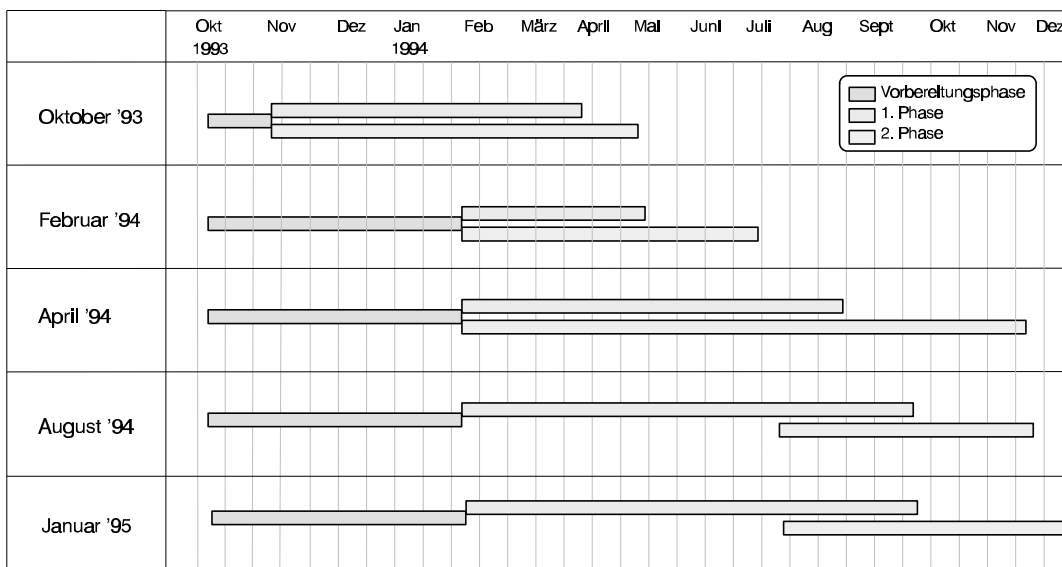 Okt Nov Dez Jan Feb März April Mai Juni Juli Aug Sept Okt Nov Dez
1993 1994
Oktober '93
Vorbereitungsphase
1. Phase
2. Phase
Februar '94
April '94
August '94
Januar '95